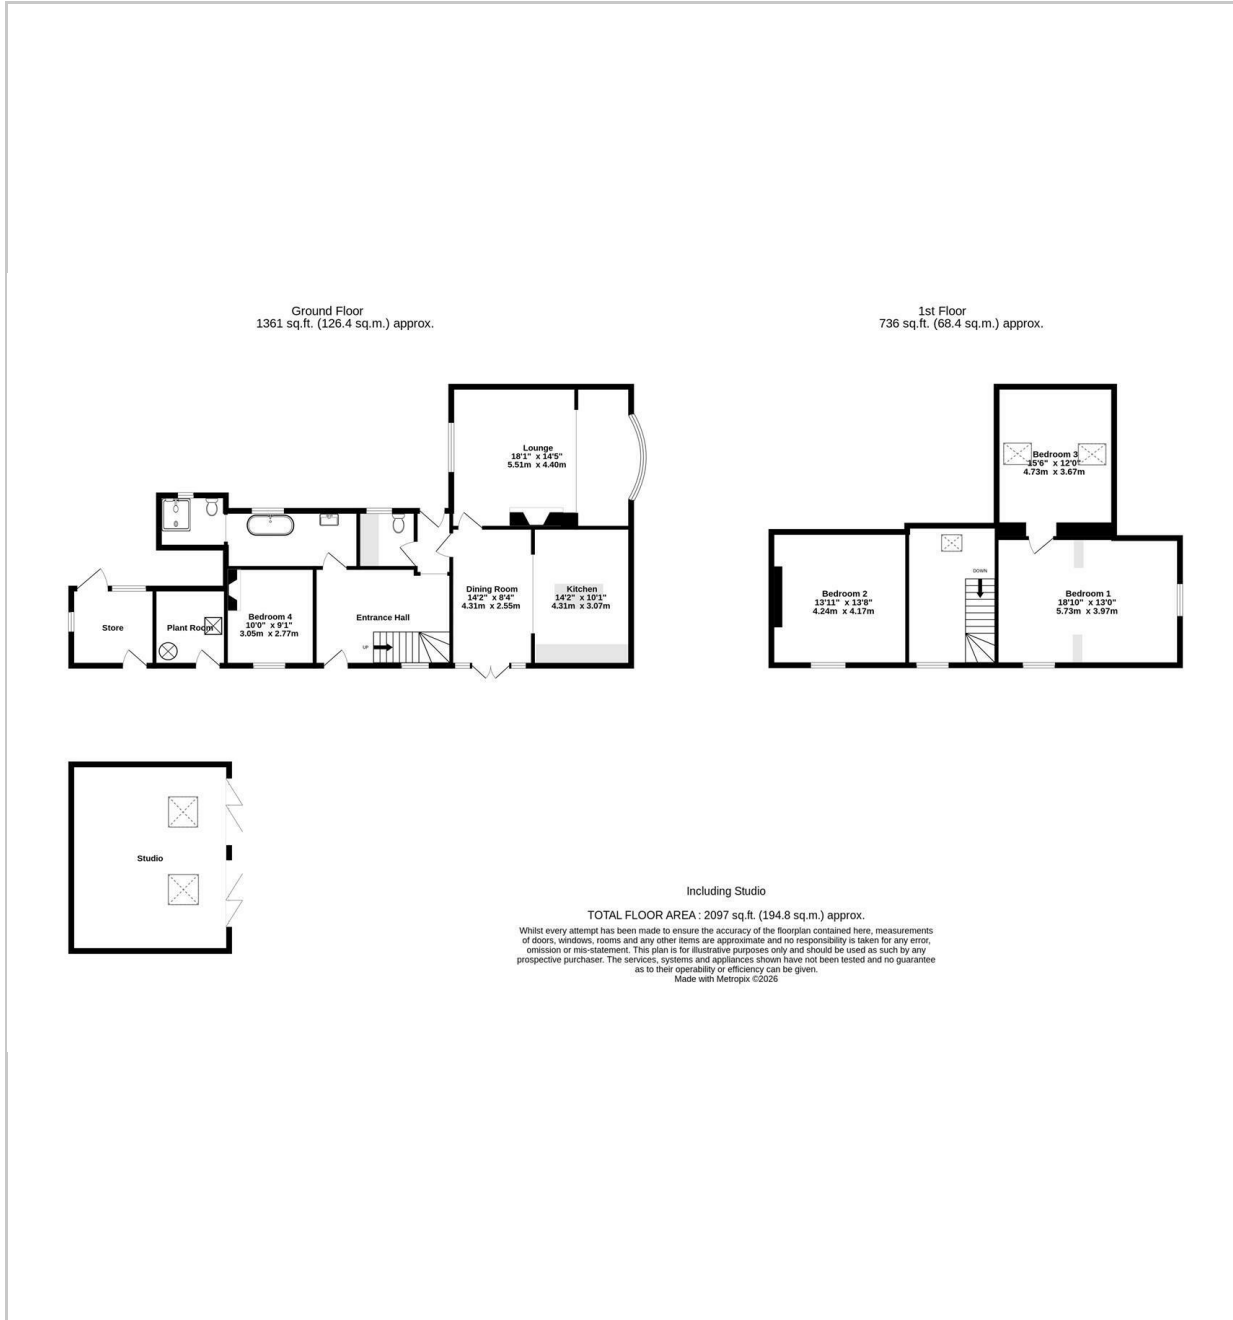 Ground Floor
1361 sq.ft. (126.4 sq.m.) approx.
1st Floor
736 sq.ft. (68.4 sq.m.) approx.
Lounge
18'1" x 14'5"
5.51m x 4.40m
Bedroom 3
15'6" x 12'0"
4.73m x 3.67m
Dining Room
14'2" x 8'4"
4.31m x 2.55m
Kitchen
14'2" x 10'1"
4.31m x 3.07m
Bedroom 4
10'0" x 9'1"
3.05m x 2.77m
Entrance Hall
UP
Store
Plant Room
Bedroom 2
13'11" x 13'8"
4.24m x 4.17m
DOWN
Bedroom 1
18'10" x 13'0"
5.73m x 3.97m
Studio
Including Studio
TOTAL FLOOR AREA : 2097 sq.ft. (194.8 sq.m.) approx.
Whilst every attempt has been made to ensure the accuracy of the floorplan contained here, measurements
of doors, windows, rooms and any other items are approximate and no responsibility is taken for any error,
omission or mis-statement. This plan is for illustrative purposes only and should be used as such by any
prospective purchaser. The services, systems and appliances shown have not been tested and no guarantee
as to their operability or efficiency can be given.
Made with Metropix ©2026